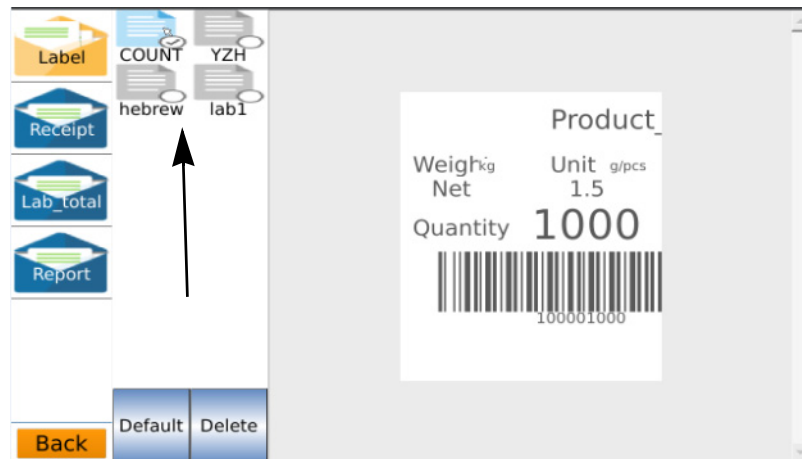 Label
Receipt
Lab_total
Report
Back
COUNT YZH
hebrew lab1
Default Delete
Product_
Weigh kg Unit g/pcs
Net 1.5
Quantity 1000
100001000